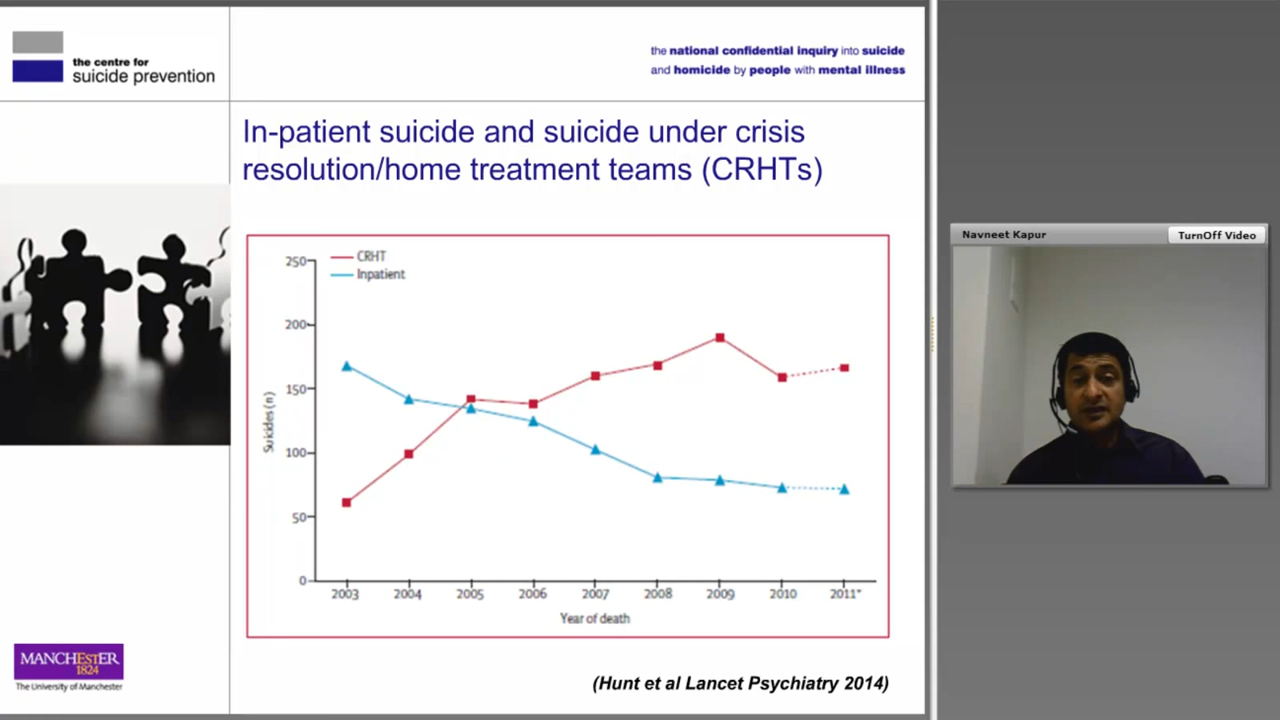 the centre for
suicide prevention
the national confidential inquiry into suicide
and homicide by people with mental illness
In-patient suicide and suicide under crisis
resolution/home treatment teams (CRHTs)
CRHT
Inpatient
250
200
150
100
50
0
Suicides (n)
2003 2004 2005 2006 2007 2008 2009 2010 2011*
Year of death
(Hunt et al Lancet Psychiatry 2014)
MANCHESTER
1824
The University of Manchester
Navneet Kapur
TurnOff Video